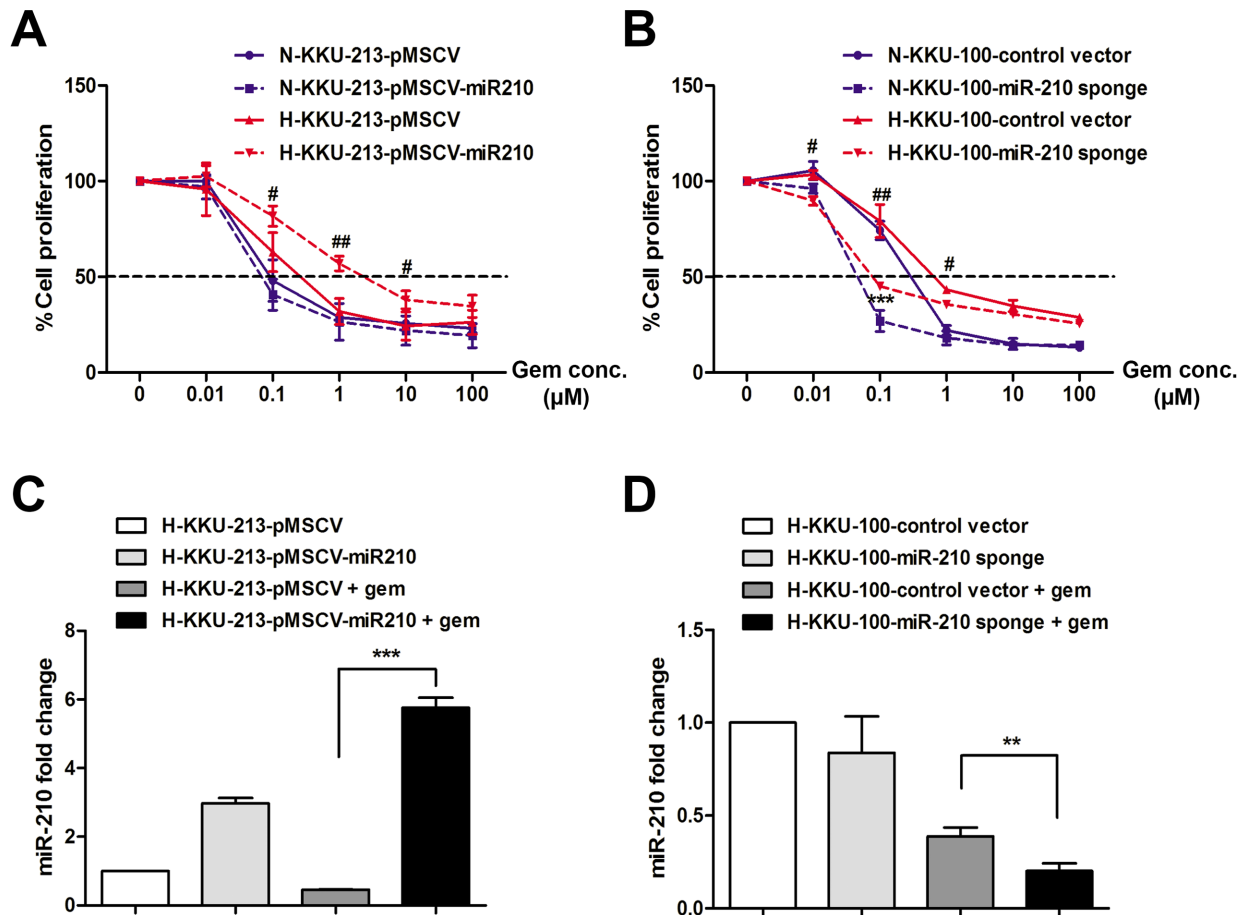 A
N-KKU-213-pMSCV
N-KKU-213-pMSCV-miR210
H-KKU-213-pMSCV
H-KKU-213-pMSCV-miR210
% Cell proliferation
150
100
50
0
#
##
#
0 0.01 0.1 1 10 100
Gem conc.
(µM)
B
N-KKU-100-control vector
N-KKU-100-miR-210 sponge
H-KKU-100-control vector
H-KKU-100-miR-210 sponge
% Cell proliferation
150
100
50
0
#
##
#
***
0 0.01 0.1 1 10 100
Gem conc.
(µM)
C
H-KKU-213-pMSCV
H-KKU-213-pMSCV-miR210
H-KKU-213-pMSCV + gem
H-KKU-213-pMSCV-miR210 + gem
miR-210 fold change
8
6
4
2
0
***
D
H-KKU-100-control vector
H-KKU-100-miR-210 sponge
H-KKU-100-control vector + gem
H-KKU-100-miR-210 sponge + gem
miR-210 fold change
1.5
1.0
0.5
0.0
**